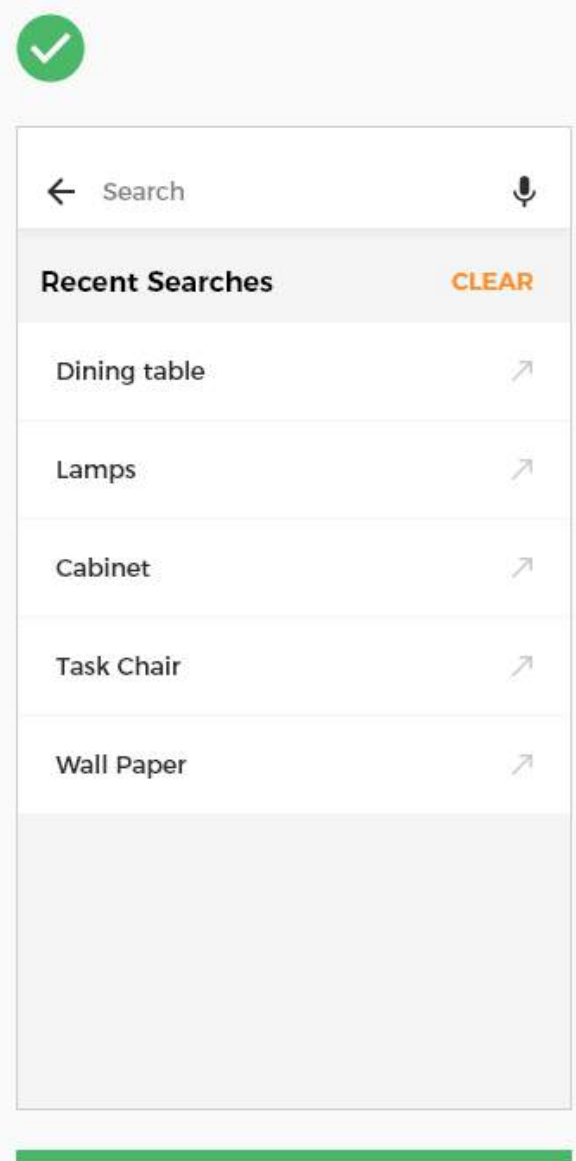 Search
Recent Searches CLEAR
Dining table
Lamps
Cabinet
Task Chair
Wall Paper